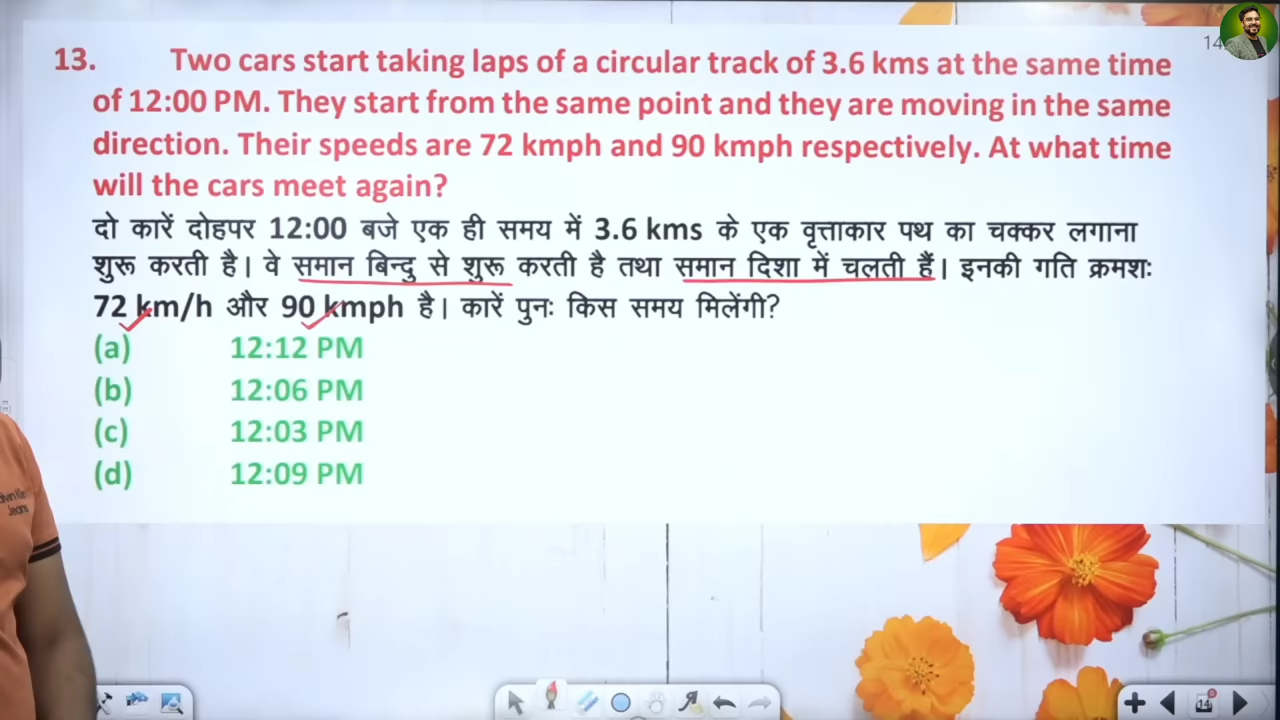 13. Two cars start taking laps of a circular track of 3.6 kms at the same time
of 12:00 PM. They start from the same point and they are moving in the same
direction. Their speeds are 72 kmph and 90 kmph respectively. At what time
will the cars meet again?
दो कारें दोहपर 12:00 बजे एक ही समय में 3.6 kms के एक वृत्ताकार पथ का चक्कर लगाना
शुरू करती है। वे समान बिन्दु से शुरू करती है तथा समान दिशा में चलती हैं। इनकी गति क्रमशः
72 km/h और 90 kmph है। कारें पुनः किस समय मिलेंगी?
(a) 12:12 PM
(b) 12:06 PM
(c) 12:03 PM
(d) 12:09 PM
Jeans
14